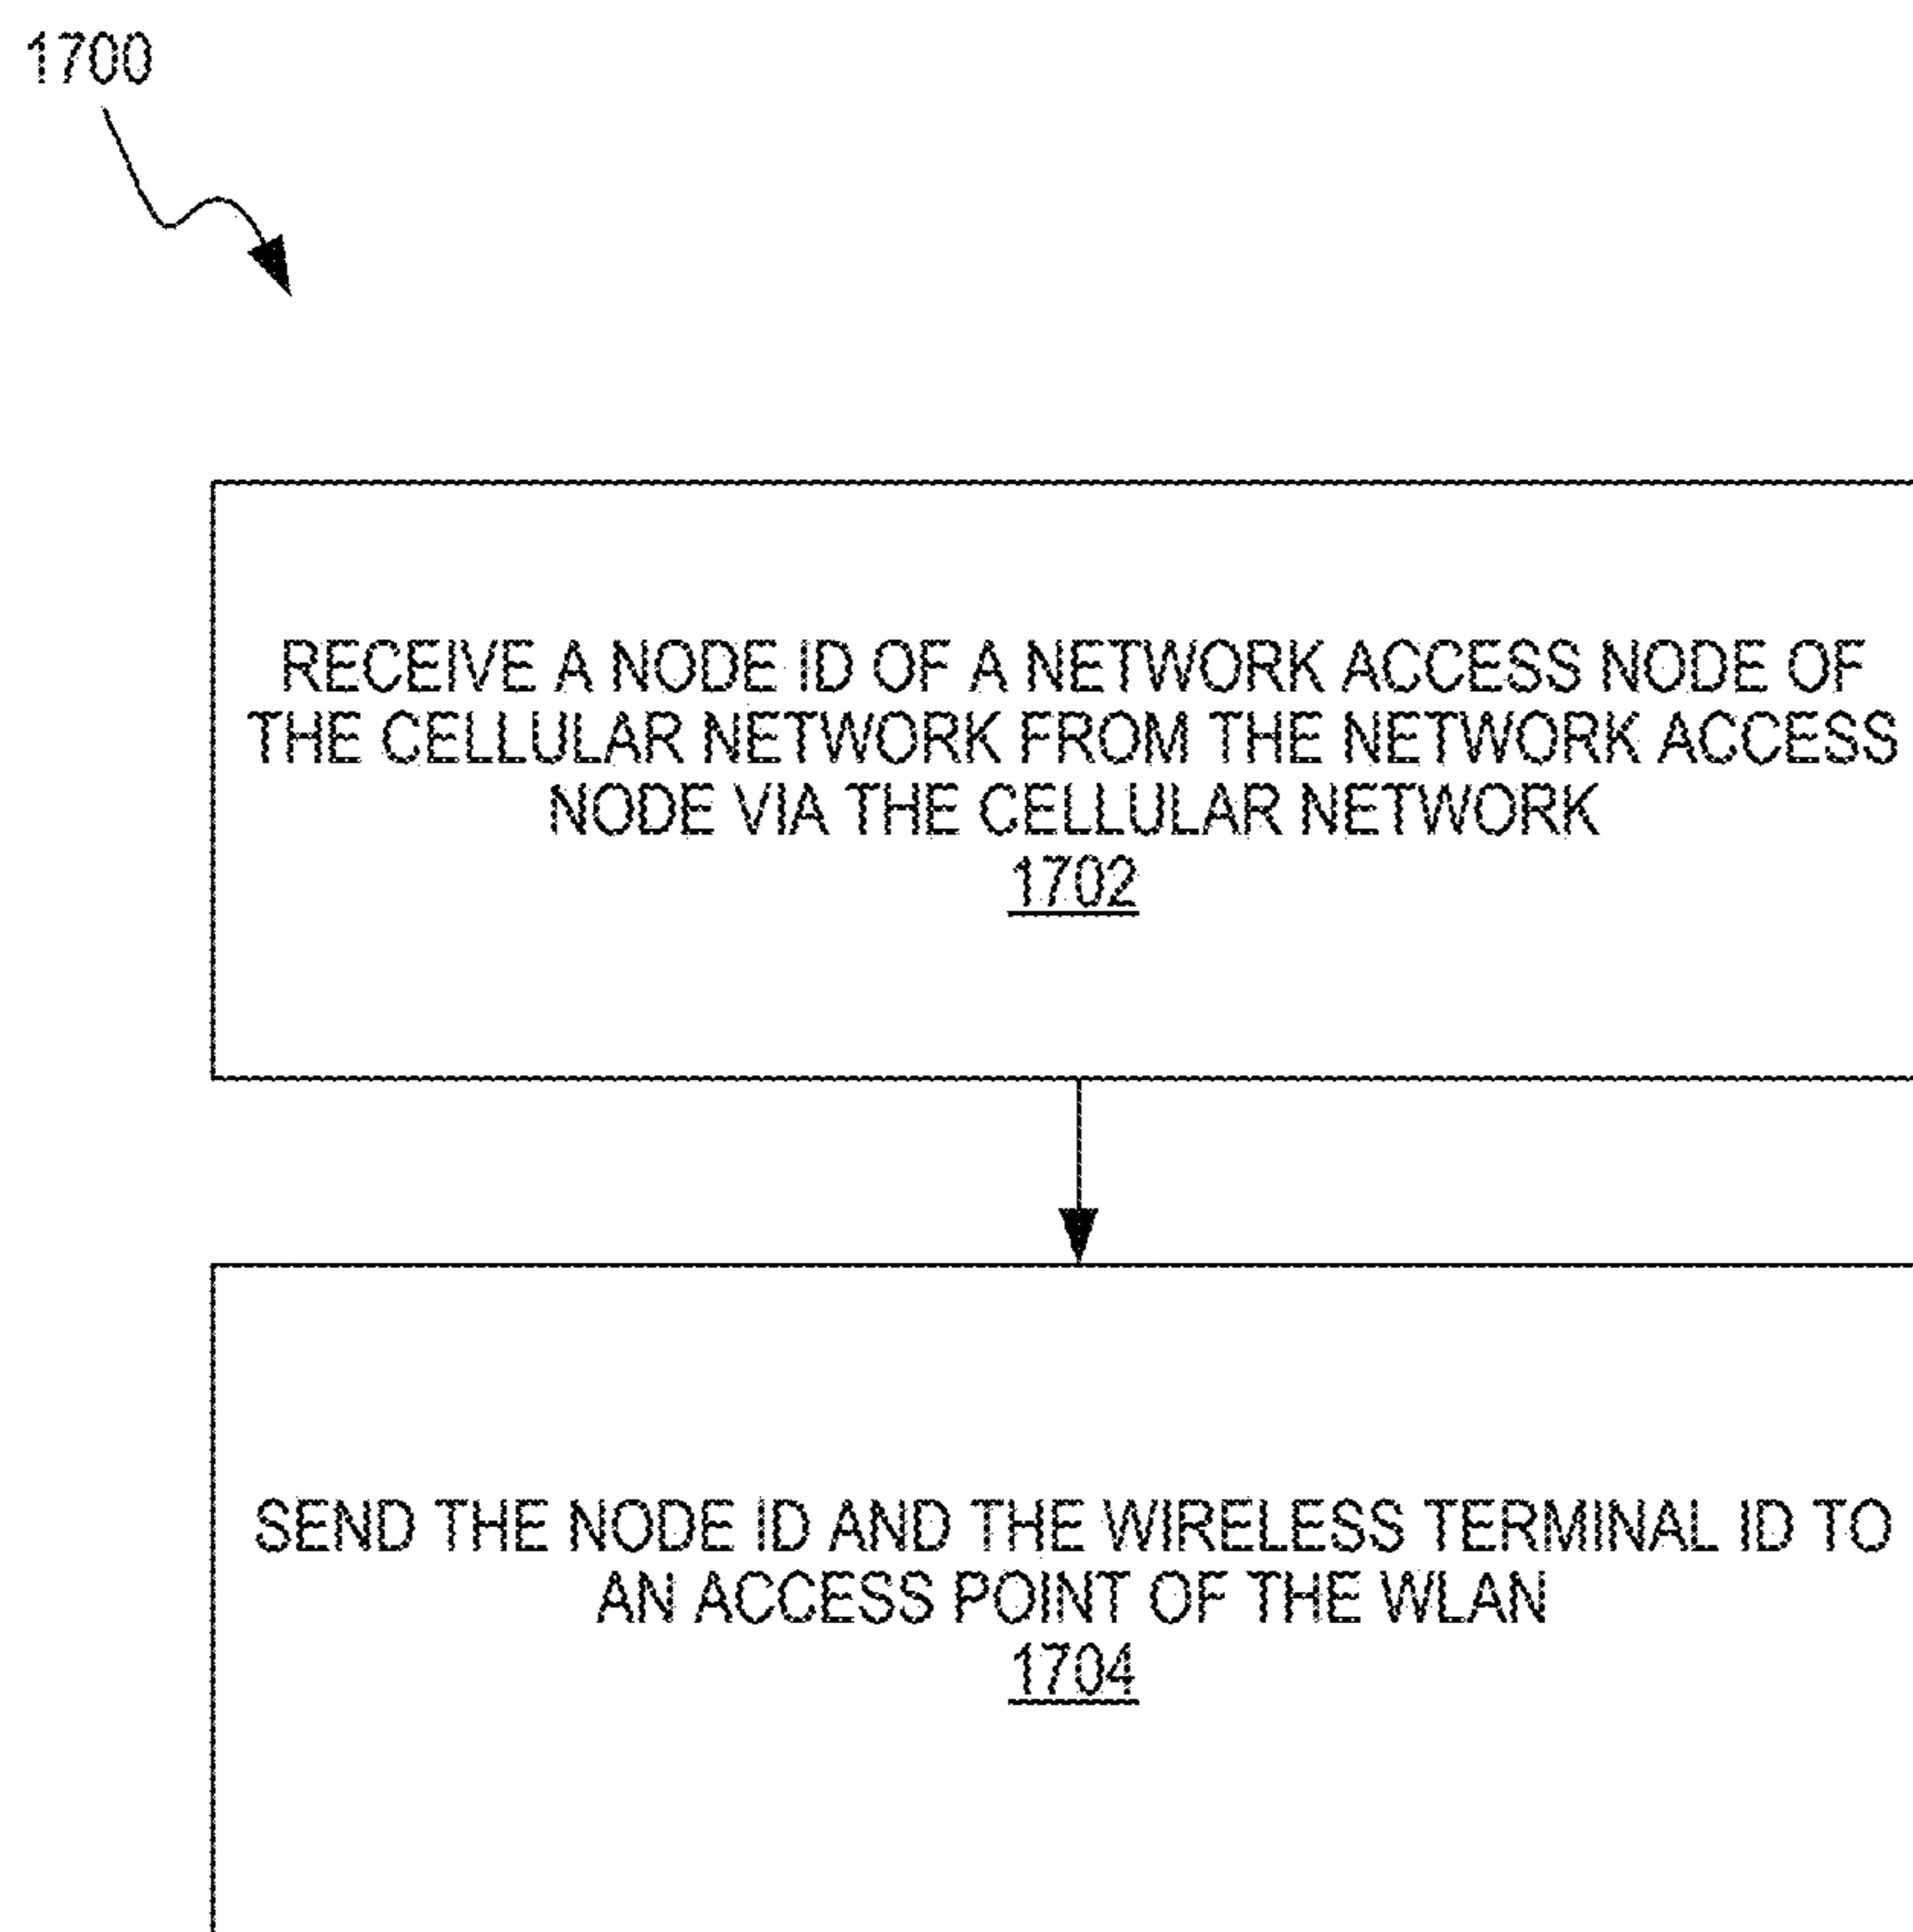 1700
RECEIVE A NODE ID OF A NETWORK ACCESS NODE OF
THE CELLULAR NETWORK FROM THE NETWORK ACCESS
NODE VIA THE CELLULAR NETWORK
1702
SEND THE NODE ID AND THE WIRELESS TERMINAL ID TO
AN ACCESS POINT OF THE WLAN
1704